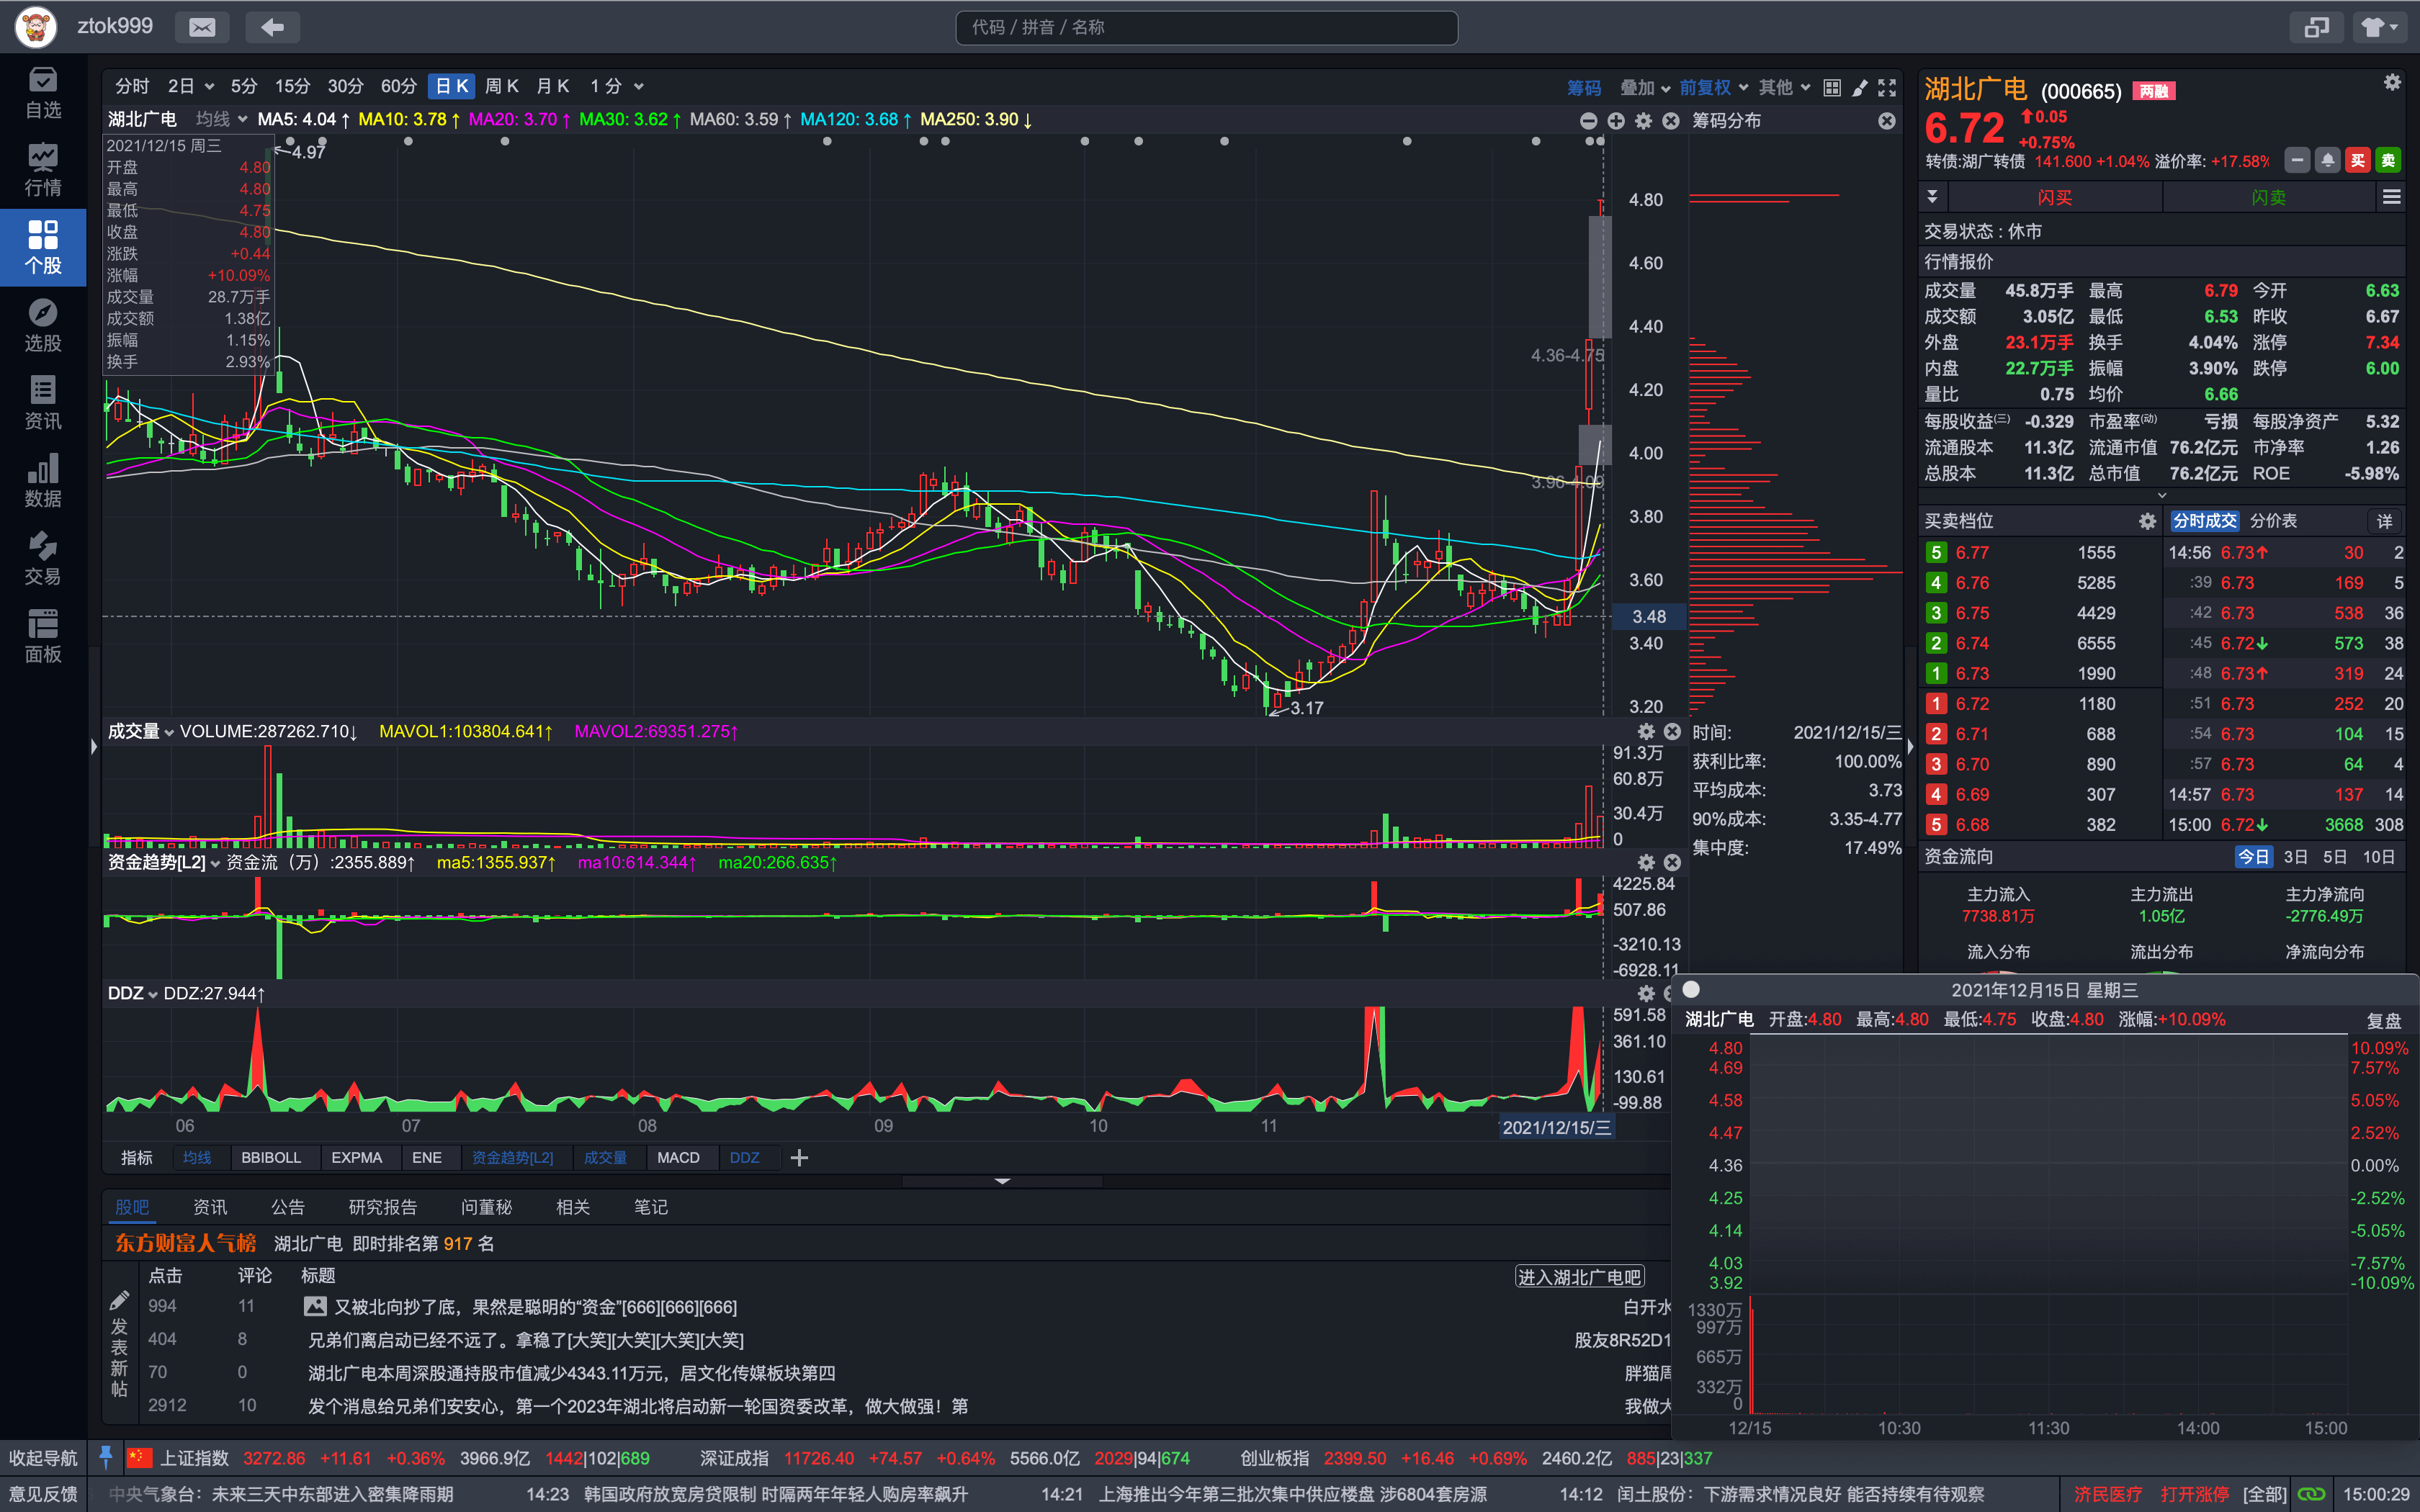 ztok999
代码 / 拼音 / 名称
自选
行情
个股
选股
资讯
数据
交易
面板
分时 2日 5分 15分 30分 60分 日K 周K 月K 1分
筹码 叠加 前复权 其他
湖北广电 均线 MA5: 4.04↑ MA10: 3.78↑ MA20: 3.70↑ MA30: 3.62↑ MA60: 3.59↑ MA120: 3.68↑ MA250: 3.90↓
筹码分布
2021/12/15 周三
开盘 4.80
最高 4.80
最低 4.75
收盘 4.80
涨跌 +0.44
涨幅 +10.09%
成交量 28.7万手
成交额 1.38亿
振幅 1.15%
换手 2.93%
4.97
4.36-4.75
3.96-4.09
3.17
4.80
4.60
4.40
4.20
4.00
3.80
3.60
3.48
3.40
3.20
成交量 VOLUME:287262.710↓ MAVOL1:103804.641↑ MAVOL2:69351.275↑
91.3万
60.8万
30.4万
0
资金趋势[L2] 资金流（万）:2355.889↑ ma5:1355.937↑ ma10:614.344↑ ma20:266.635↑
4225.84
507.86
-3210.13
-6928.11
DDZ DDZ:27.944↑
591.58
361.10
130.61
-99.88
06 07 08 09 10 11 2021/12/15/三
时间: 2021/12/15/三
获利比率: 100.00%
平均成本: 3.73
90%成本: 3.35-4.77
集中度: 17.49%
指标 均线 BBIBOLL EXPMA ENE 资金趋势[L2] 成交量 MACD DDZ
股吧 资讯 公告 研究报告 问董秘 相关 笔记
东方财富人气榜 湖北广电 即时排名第 917 名
点击 评论 标题 进入湖北广电吧
发表新帖
994 11 又被北向抄了底，果然是聪明的“资金”[666][666][666] 白开水
404 8 兄弟们离启动已经不远了。拿稳了[大笑][大笑][大笑][大笑] 股友8R52D1
70 0 湖北广电本周深股通持股市值减少4343.11万元，居文化传媒板块第四 胖猫周
2912 10 发个消息给兄弟们安安心，第一个2023年湖北将启动新一轮国资委改革，做大做强！第 我做大
湖北广电 (000665) 两融
6.72 0.05
+0.75%
转债:湖广转债 141.600 +1.04% 溢价率: +17.58% 买 卖
闪买 闪卖
交易状态 : 休市
行情报价
成交量 45.8万手 最高 6.79 今开 6.63
成交额 3.05亿 最低 6.53 昨收 6.67
外盘 23.1万手 换手 4.04% 涨停 7.34
内盘 22.7万手 振幅 3.90% 跌停 6.00
量比 0.75 均价 6.66
每股收益(三) -0.329 市盈率(动) 亏损 每股净资产 5.32
流通股本 11.3亿 流通市值 76.2亿元 市净率 1.26
总股本 11.3亿 总市值 76.2亿元 ROE -5.98%
买卖档位 分时成交 分价表 详
5 6.77 1555 14:56 6.73↑ 30 2
4 6.76 5285 :39 6.73 169 5
3 6.75 4429 :42 6.73 538 36
2 6.74 6555 :45 6.72↓ 573 38
1 6.73 1990 :48 6.73↑ 319 24
1 6.72 1180 :51 6.73 252 20
2 6.71 688 :54 6.73 104 15
3 6.70 890 :57 6.73 64 4
4 6.69 307 14:57 6.73 137 14
5 6.68 382 15:00 6.72↓ 3668 308
资金流向 今日 3日 5日 10日
主力流入 主力流出 主力净流向
7738.81万 1.05亿 -2776.49万
流入分布 流出分布 净流向分布
2021年12月15日 星期三
湖北广电 开盘:4.80 最高:4.80 最低:4.75 收盘:4.80 涨幅:+10.09% 复盘
4.80 10.09%
4.69 7.57%
4.58 5.05%
4.47 2.52%
4.36 0.00%
4.25 -2.52%
4.14 -5.05%
4.03 -7.57%
3.92 -10.09%
1330万
997万
665万
332万
0
12/15 10:30 11:30 14:00 15:00
收起导航 上证指数 3272.86 +11.61 +0.36% 3966.9亿 1442|102|689 深证成指 11726.40 +74.57 +0.64% 5566.0亿 2029|94|674 创业板指 2399.50 +16.46 +0.69% 2460.2亿 885|23|337
意见反馈 中央气象台：未来三天中东部进入密集降雨期 14:23 韩国政府放宽房贷限制 时隔两年年轻人购房率飙升 14:21 上海推出今年第三批次集中供应楼盘 涉6804套房源 14:12 闰土股份：下游需求情况良好 能否持续有待观察 济民医疗 打开涨停 [全部] 15:00:29